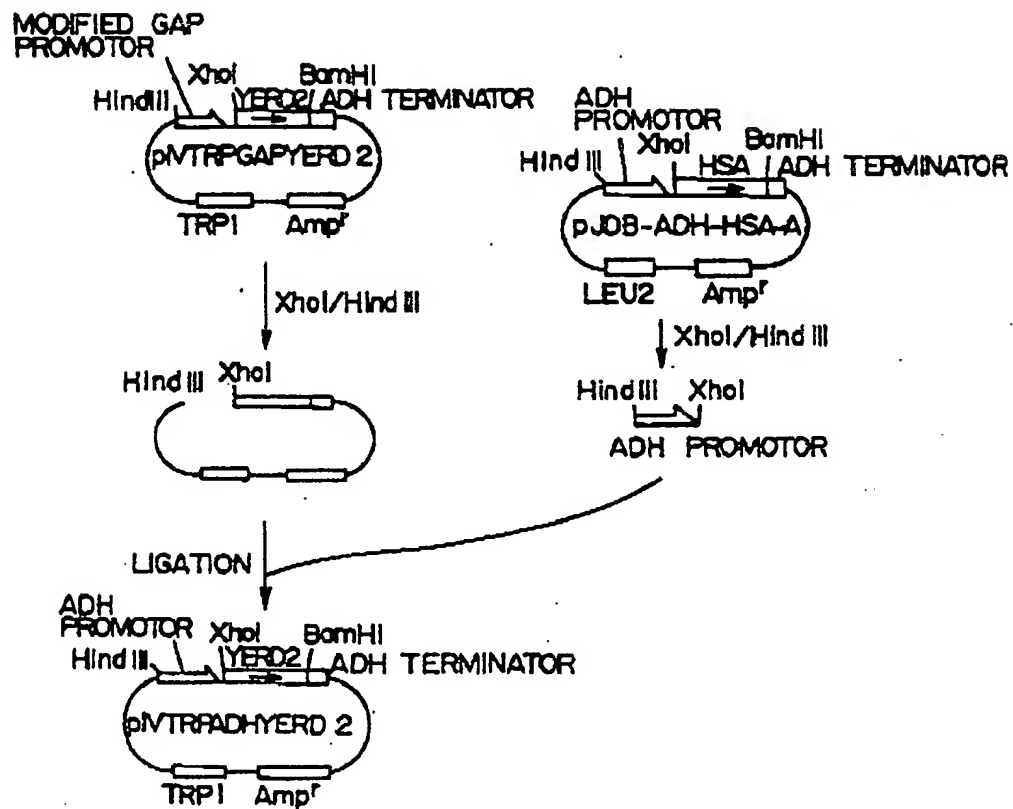 MODIFIED GAP
PROMOTOR
XhoI
BamHI
HindIII
YERD2
ADH TERMINATOR
pIVTRPGAPYERD 2
TRP1
Ampr
XhoI/Hind III
ADH
PROMOTOR
XhoI
BamHI
Hind III
HSA
ADH TERMINATOR
pJDB-ADH-HSA-A
LEU2
Ampr
XhoI/Hind III
Hind III
XhoI
Hind III
XhoI
ADH PROMOTOR
LIGATION
ADH
PROMOTOR
XhoI
BamHI
Hind III
YERD2
ADH TERMINATOR
pIVTRPADHYERD 2
TRP1
Ampr